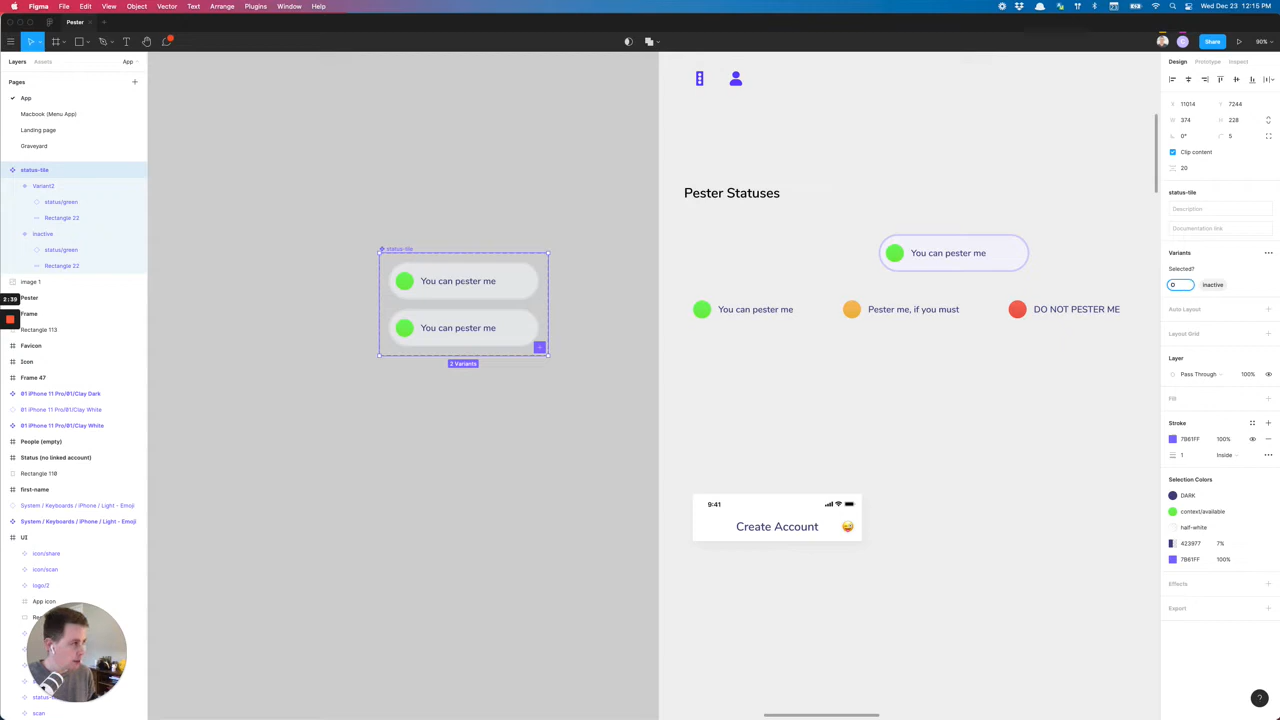 Figma File Edit View Object Vector Text Arrange Plugins Window Help
Wed Dec 23 12:15 PM
Pester
Share 90%
Layers Assets App
Pages
App
Macbook (Menu App)
Landing page
Graveyard
status-tile
Variant2
status/green
Rectangle 22
inactive
status/green
Rectangle 22
image 1
2:39
Pester
Frame
Rectangle 113
Favicon
Icon
Frame 47
01 iPhone 11 Pro/01/Clay Dark
01 iPhone 11 Pro/01/Clay White
01 iPhone 11 Pro/01/Clay White
People (empty)
Status (no linked account)
Rectangle 110
first-name
System / Keyboards / iPhone / Light - Emoji
System / Keyboards / iPhone / Light - Emoji
UI
icon/share
icon/scan
logo/2
App icon
scan
status-tile
You can pester me
You can pester me
2 Variants
Pester Statuses
You can pester me
You can pester me
Pester me, if you must
DO NOT PESTER ME
9:41
Create Account
Design Prototype Inspect
X 11014 Y 7244
W 374 H 228
0° 5
Clip content
20
status-tile
Description
Documentation link
Variants
Selected?
O inactive
Auto Layout
Layout Grid
Layer
Pass Through 100%
Fill
Stroke
7B61FF 100%
1 Inside
Selection Colors
DARK
context/available
half-white
423977 7%
7B61FF 100%
Effects
Export
?